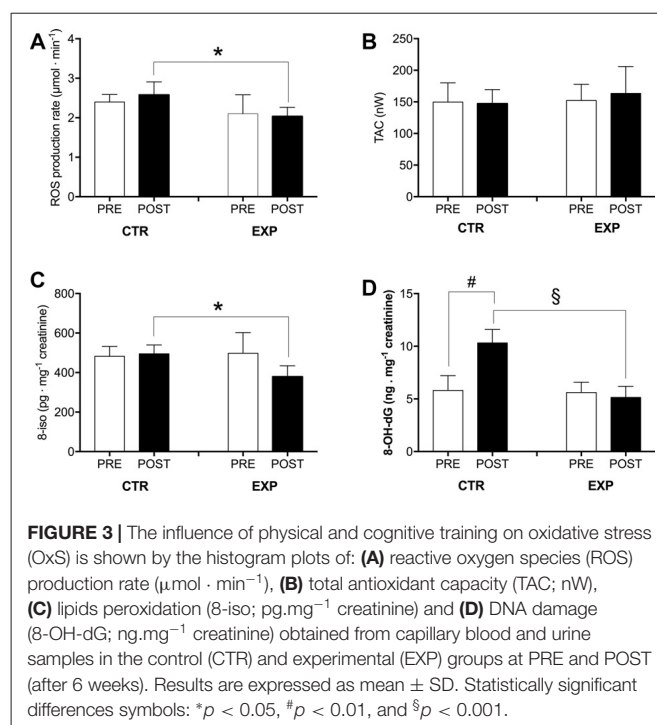 A
*
ROS production rate (μmol · min⁻¹)
4
3
2
1
0
PRE POST PRE POST
CTR EXP
B
TAC (nW)
250
200
150
100
50
0
PRE POST PRE POST
CTR EXP
C
*
8-iso (pg · mg⁻¹ creatinine)
800
600
400
200
0
PRE POST PRE POST
CTR EXP
D
#
§
8-OH-dG (ng . mg⁻¹ creatinine)
15
10
5
0
PRE POST PRE POST
CTR EXP
FIGURE 3 | The influence of physical and cognitive training on oxidative stress
(OxS) is shown by the histogram plots of: (A) reactive oxygen species (ROS)
production rate (μmol · min⁻¹), (B) total antioxidant capacity (TAC; nW),
(C) lipids peroxidation (8-iso; pg.mg⁻¹ creatinine) and (D) DNA damage
(8-OH-dG; ng.mg⁻¹ creatinine) obtained from capillary blood and urine
samples in the control (CTR) and experimental (EXP) groups at PRE and POST
(after 6 weeks). Results are expressed as mean ± SD. Statistically significant
differences symbols: *p < 0.05, #p < 0.01, and §p < 0.001.